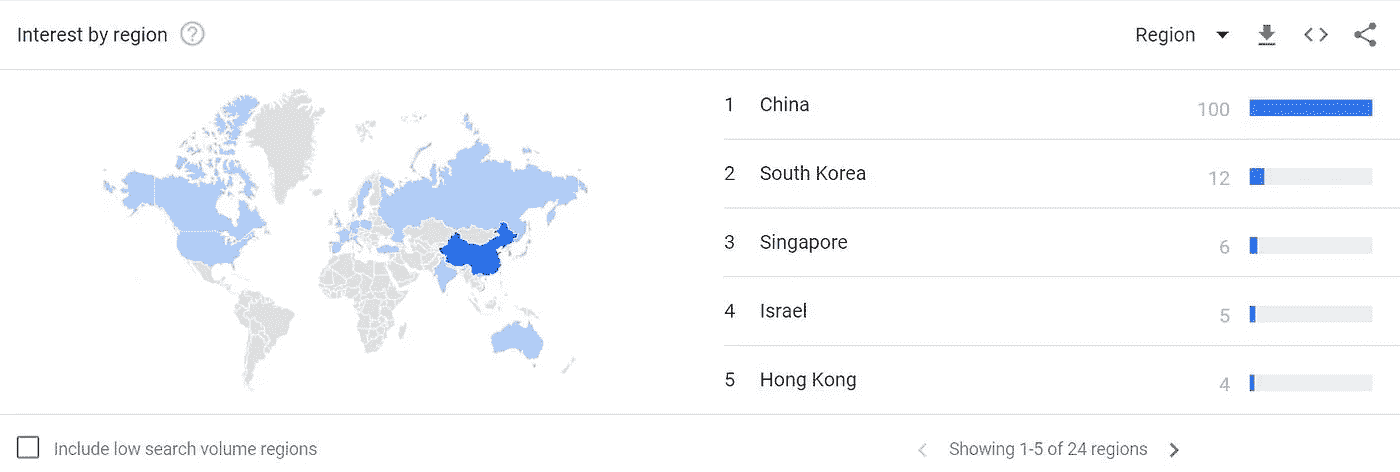 Interest by region ?
Region
1 China 100
2 South Korea 12
3 Singapore 6
4 Israel 5
5 Hong Kong 4
Include low search volume regions
Showing 1-5 of 24 regions